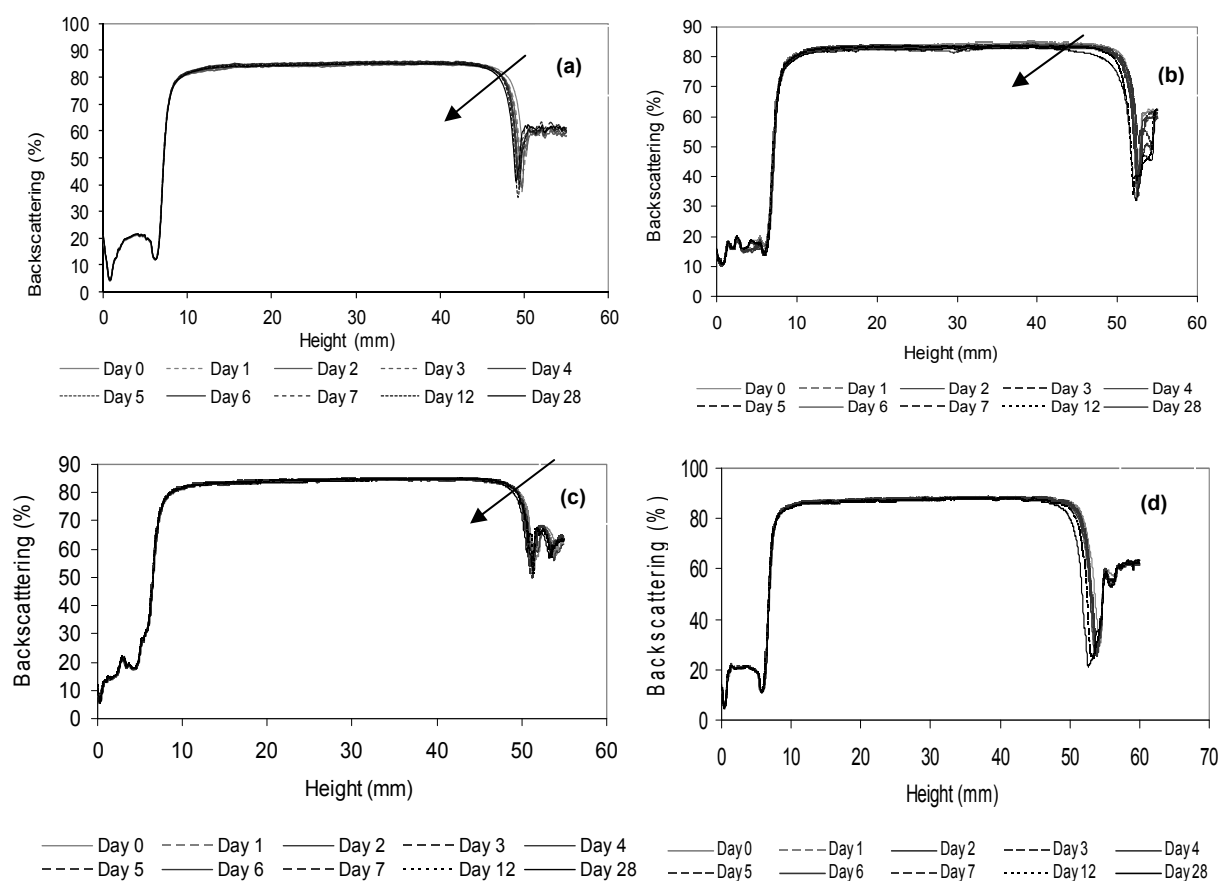 (a)
Backscattering (%)
100
90
80
70
60
50
40
30
20
10
0
0 10 20 30 40 50 60
Height (mm)
Day 0 Day 1 Day 2 Day 3 Day 4
Day 5 Day 6 Day 7 Day 12 Day 28
(b)
Backscattering (%)
90
80
70
60
50
40
30
20
10
0
0 10 20 30 40 50 60
Height (mm)
Day 0 Day 1 Day 2 Day 3 Day 4
Day 5 Day 6 Day 7 Day 12 Day 28
(c)
Backscatttering (%)
90
80
70
60
50
40
30
20
10
0
0 10 20 30 40 50 60
Height (mm)
Day 0 Day 1 Day 2 Day 3 Day 4
Day 5 Day 6 Day 7 Day 12 Day 28
(d)
Backscattering (%)
100
80
60
40
20
0
0 10 20 30 40 50 60 70
Height (mm)
Day 0 Day 1 Day 2 Day 3 Day 4
Day 5 Day 6 Day 7 Day 12 Day 28